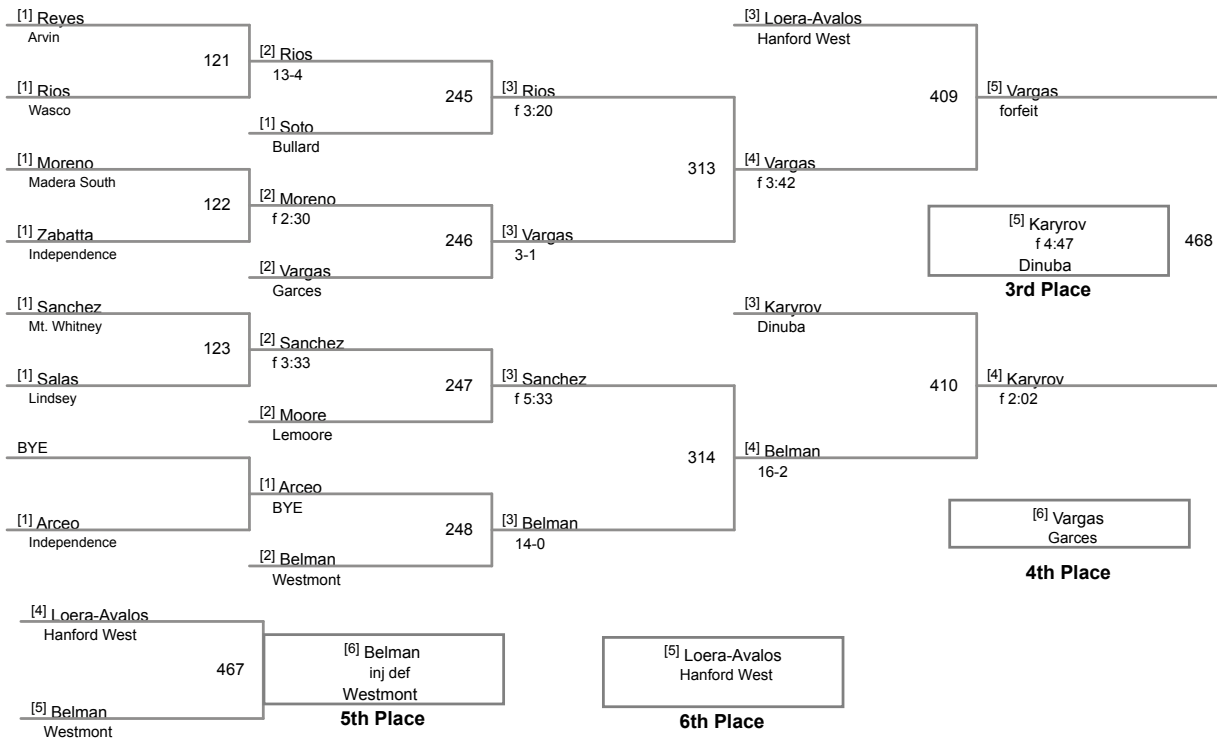 [1] Reyes
Arvin
121
[1] Rios
Wasco
[1] Moreno
Madera South
122
[1] Zabatta
Independence
[1] Sanchez
Mt. Whitney
123
[1] Salas
Lindsey
BYE
[1] Arceo
Independence
[2] Rios
13-4
245
[1] Soto
Bullard
[2] Moreno
f 2:30
246
[2] Vargas
Garces
[2] Sanchez
f 3:33
247
[2] Moore
Lemoore
[1] Arceo
BYE
248
[2] Belman
Westmont
[3] Rios
f 3:20
313
[3] Vargas
3-1
[3] Sanchez
f 5:33
314
[3] Belman
14-0
[3] Loera-Avalos
Hanford West
409
[4] Vargas
f 3:42
[3] Karyrov
Dinuba
410
[4] Belman
16-2
[5] Vargas
forfeit
[5] Karyrov
f 4:47
Dinuba
468
3rd Place
[4] Karyrov
f 2:02
[6] Vargas
Garces
4th Place
[4] Loera-Avalos
Hanford West
467
[5] Belman
Westmont
[6] Belman
inj def
Westmont
5th Place
[5] Loera-Avalos
Hanford West
6th Place